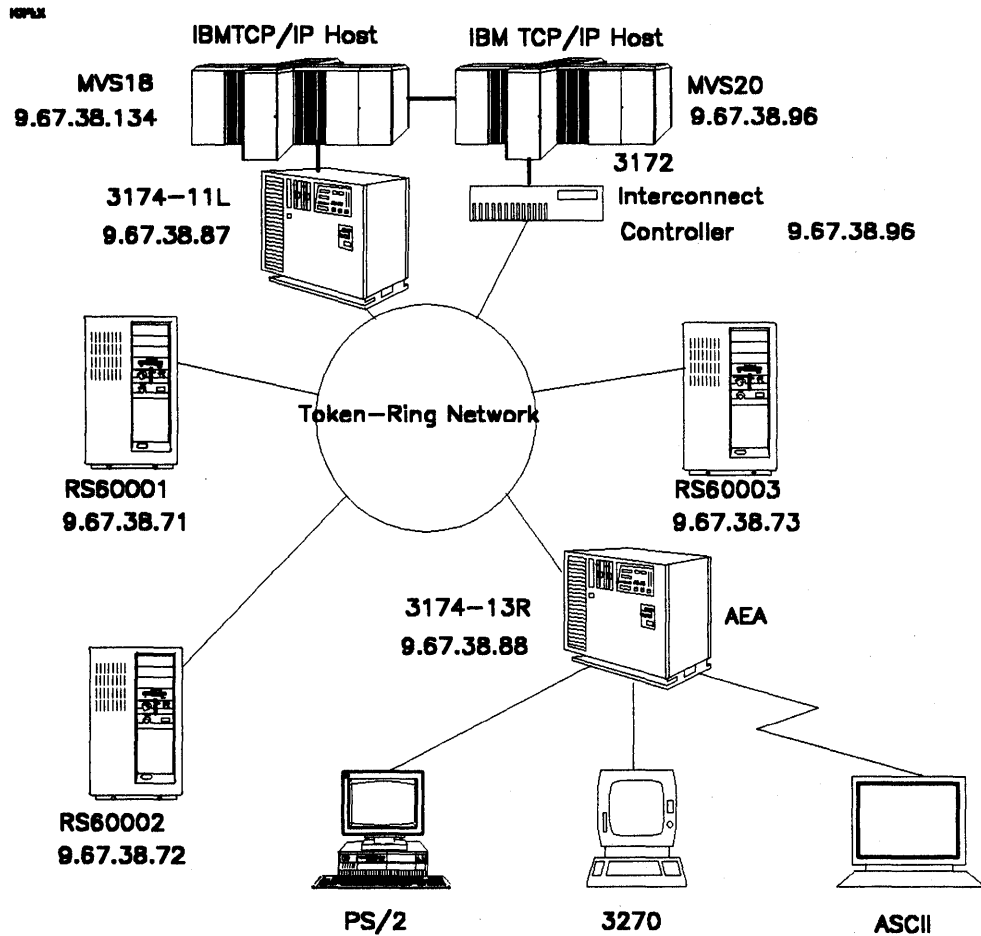 IBMTCP/IP Host
IBM TCP/IP Host
MVS18
9.67.38.134
MVS20
9.67.38.96
3174-11L
9.67.38.87
3172
Interconnect
Controller 9.67.38.96
Token-Ring Network
RS60001
9.67.38.71
RS60003
9.67.38.73
3174-13R
9.67.38.88
AEA
RS60002
9.67.38.72
PS/2
3270
ASCII